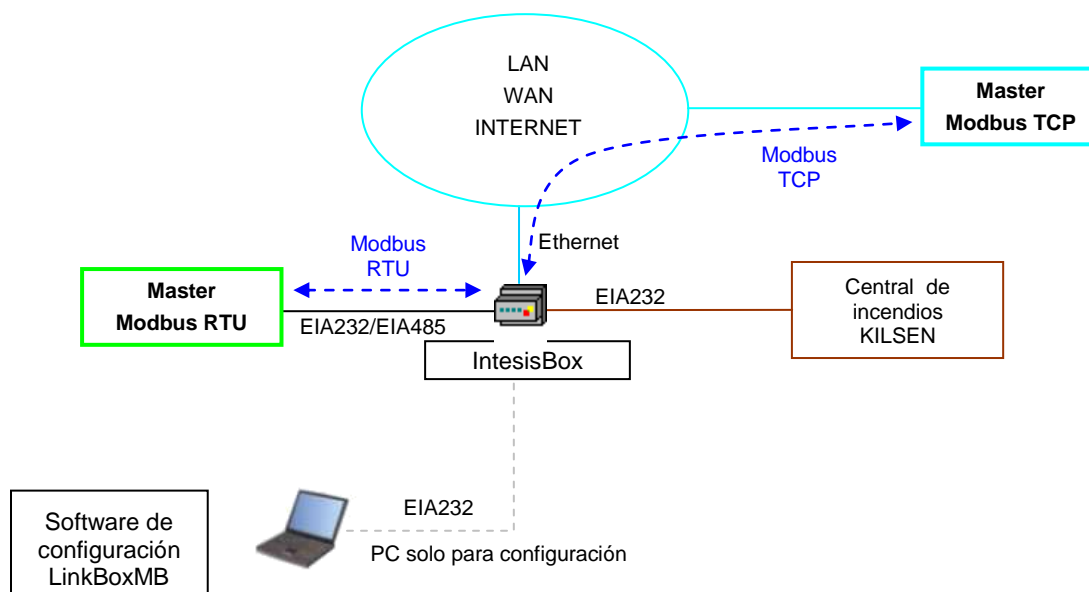 LAN
WAN
INTERNET
Master
Modbus TCP
Modbus
TCP
Ethernet
Modbus
RTU
Master
Modbus RTU
EIA232/EIA485
EIA232
Central de
incendios
KILSEN
IntesisBox
EIA232
PC solo para configuración
Software de
configuración
LinkBoxMB